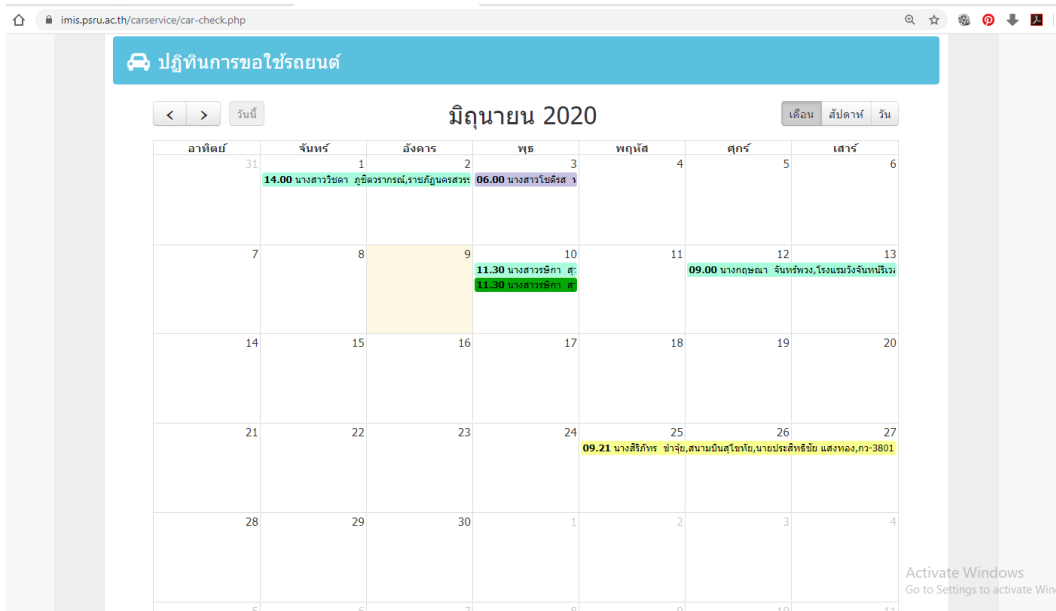 imis.psru.ac.th/carservice/car-check.php
ปฏิทินการขอใช้รถยนต์
วันนี้
มิถุนายน 2020
เดือน สัปดาห์ วัน
อาทิตย์ จันทร์ อังคาร พุธ พฤหัส ศุกร์ เสาร์
31 1 2 3 4 5 6
14.00 นางสาววิชดา ,ราชภัฏนครสวรร 06.00 นางสาวโชติรส
7 8 9 10 11 12 13
11.30 นางสาวรษิกา 09.00 นางกฤษณา จันทร์พวง,โรงแรมวังจันทน์ริเวอ
11.30 นางสาวรษิกา
14 15 16 17 18 19 20
21 22 23 24 25 26 27
09.21 นางสิริภัทร ขำจุ้ย,สนามบินสุโขทัย,นายประสิทธิชัย แสงทอง,กว-3801
28 29 30 1 2 3 4
5 6 7 8 9 10 11
Activate Windows
Go to Settings to activate Win